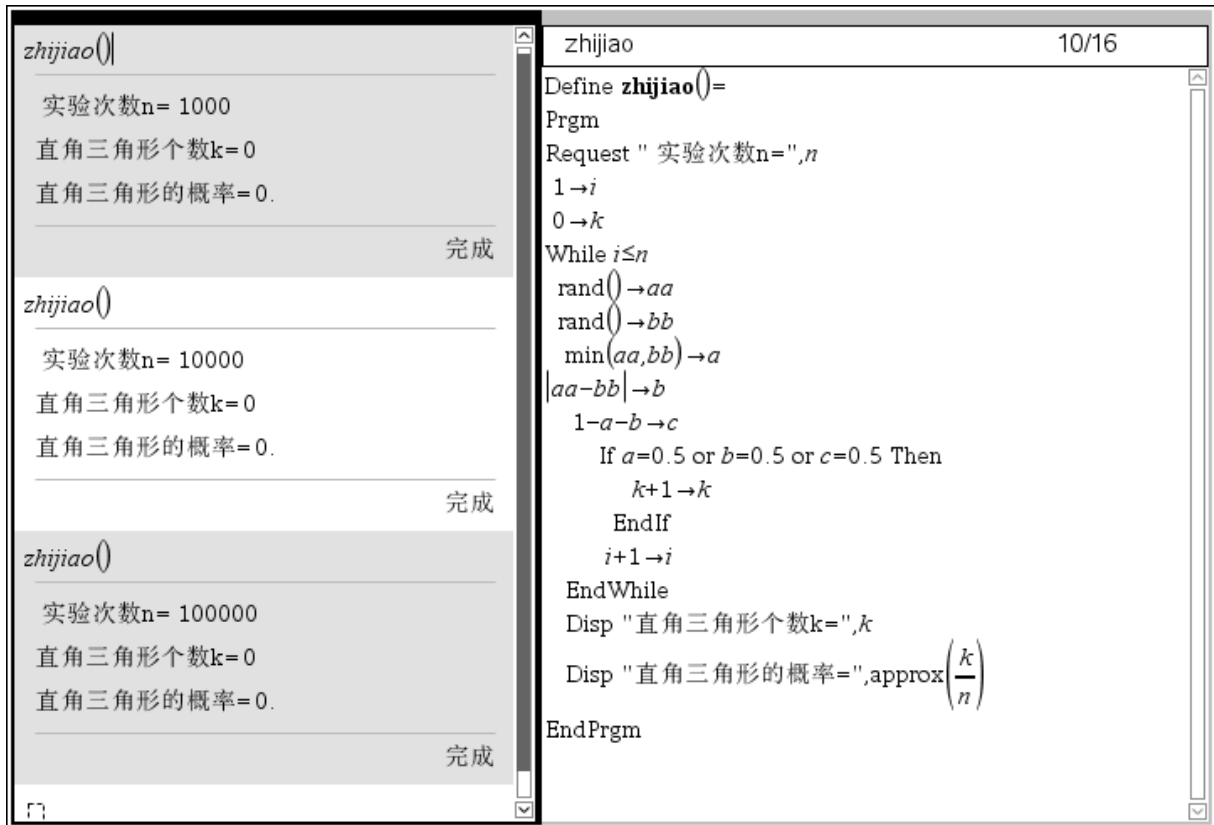 zhijiao()
实验次数n= 1000
直角三角形个数k=0
直角三角形的概率=0.
完成
zhijiao()
实验次数n= 10000
直角三角形个数k=0
直角三角形的概率=0.
完成
zhijiao()
实验次数n= 100000
直角三角形个数k=0
直角三角形的概率=0.
完成
zhijiao 10/16
Define zhijiao()=
Prgm
Request " 实验次数n=",n
1→i
0→k
While i≤n
rand()→aa
rand()→bb
min(aa,bb)→a
|aa−bb|→b
1−a−b→c
If a=0.5 or b=0.5 or c=0.5 Then
k+1→k
EndIf
i+1→i
EndWhile
Disp "直角三角形个数k=",k
Disp "直角三角形的概率=",approx(k/n)
EndPrgm